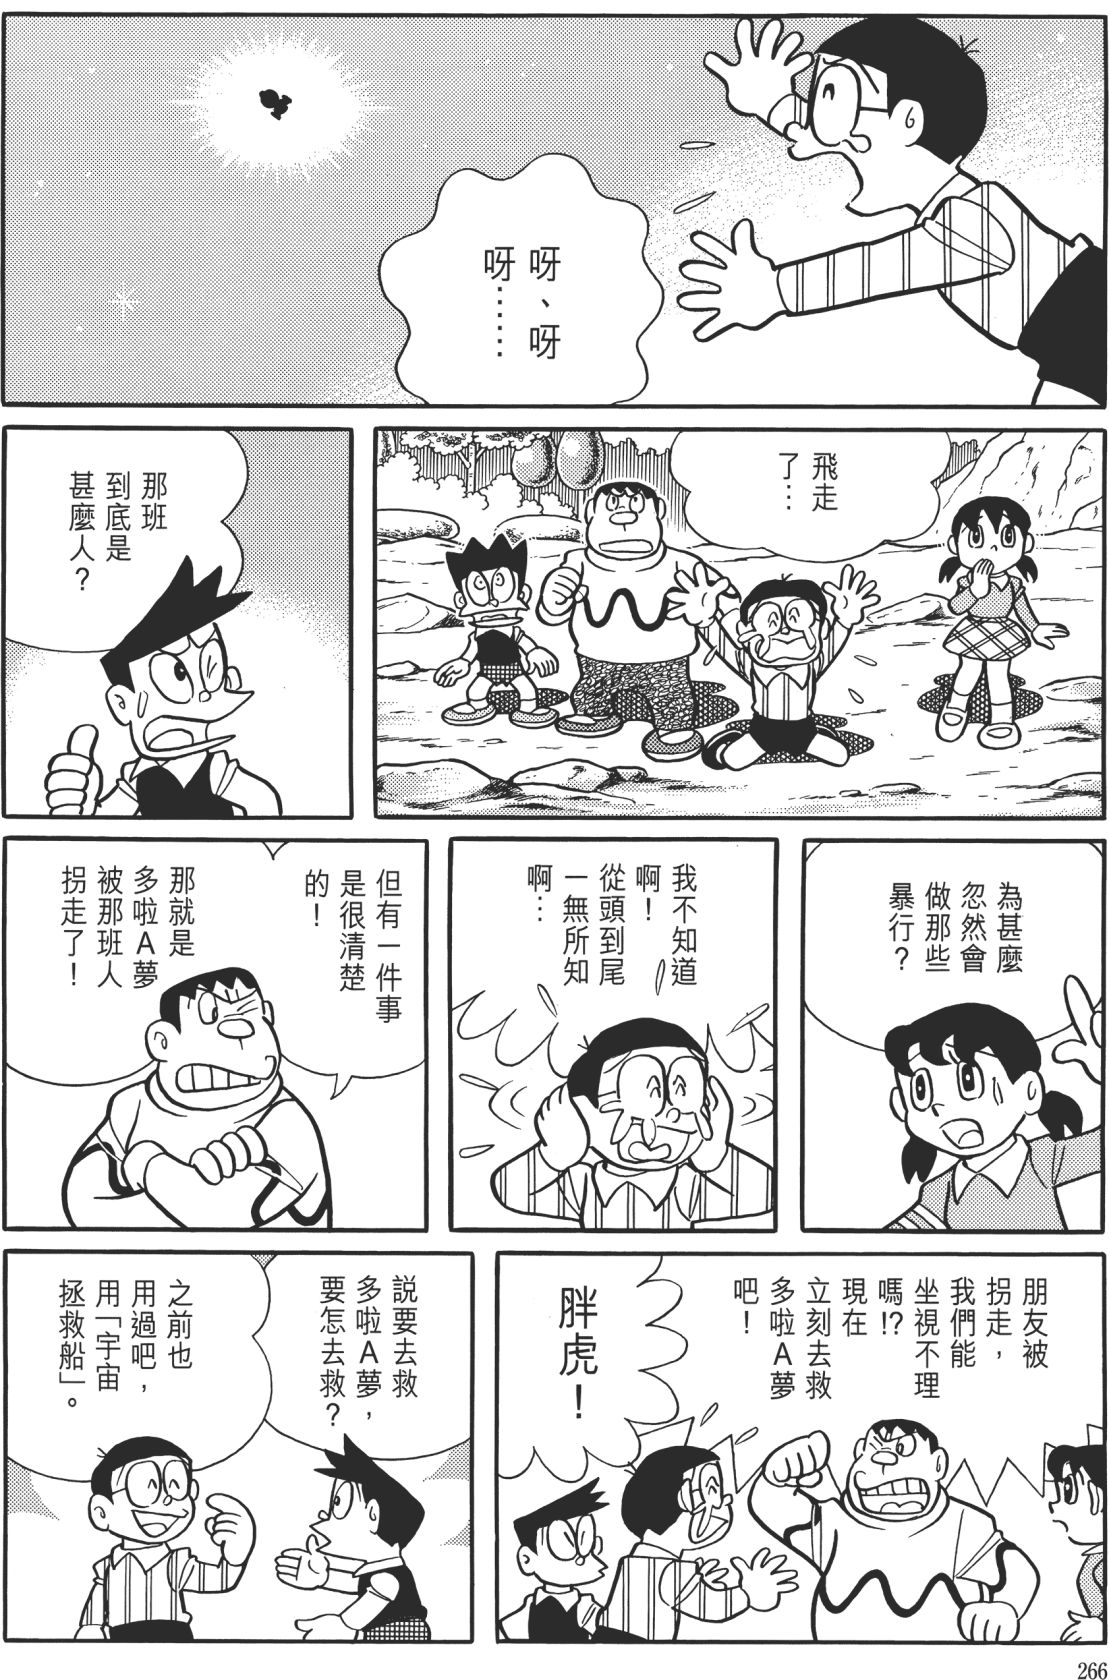 呀、呀
呀……
飛走
了…
那班
到底是
甚麼人？
為甚麼
忽然會
做那些
暴行？
我不知道
啊！
從頭到尾
一無所知
啊…
但有一件事
是很清楚
的！
那就是
多啦A夢
被那班人
拐走了！
朋友被
拐走，
我們能
坐視不理
嗎!?
現在
立刻去救
多啦A夢
吧！
胖虎！
説要去救
多啦A夢，
要怎去救？
之前也
用過吧，
用「宇宙
拯救船」。
266